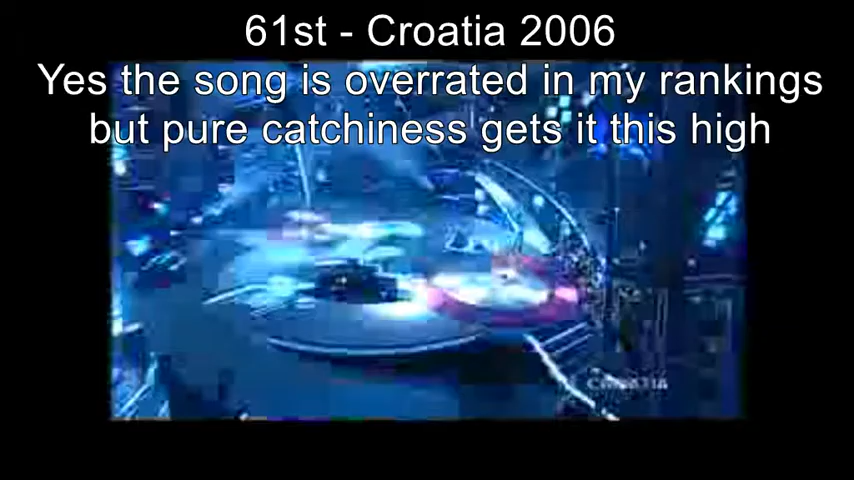 61st - Croatia 2006
Yes the song is overrated in my rankings
but pure catchiness gets it this high
CROATIA